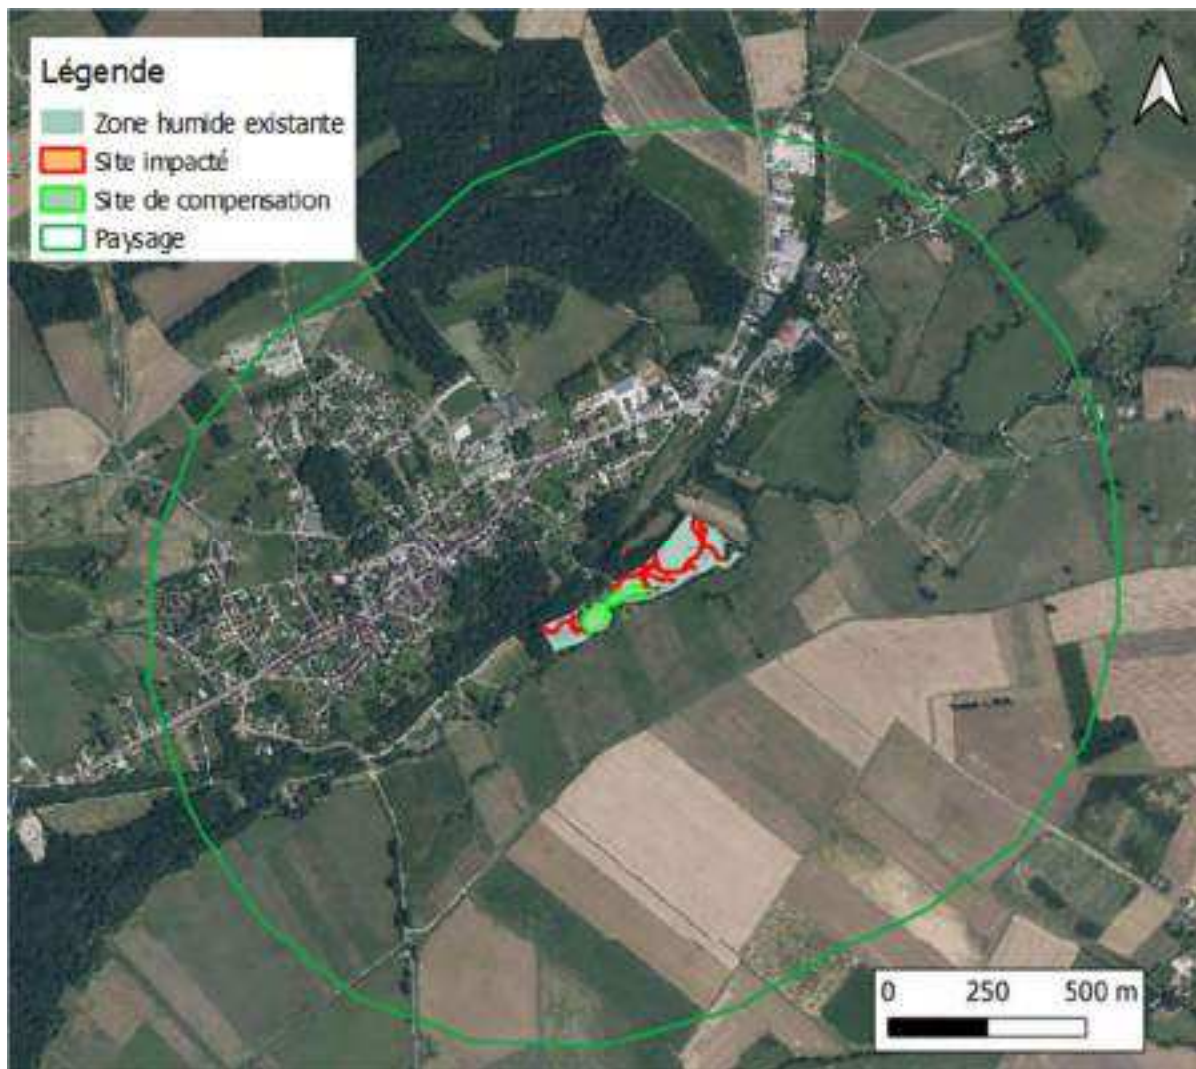 Légende
Zone humide existante
Site impacté
Site de compensation
Paysage
0 250 500 m